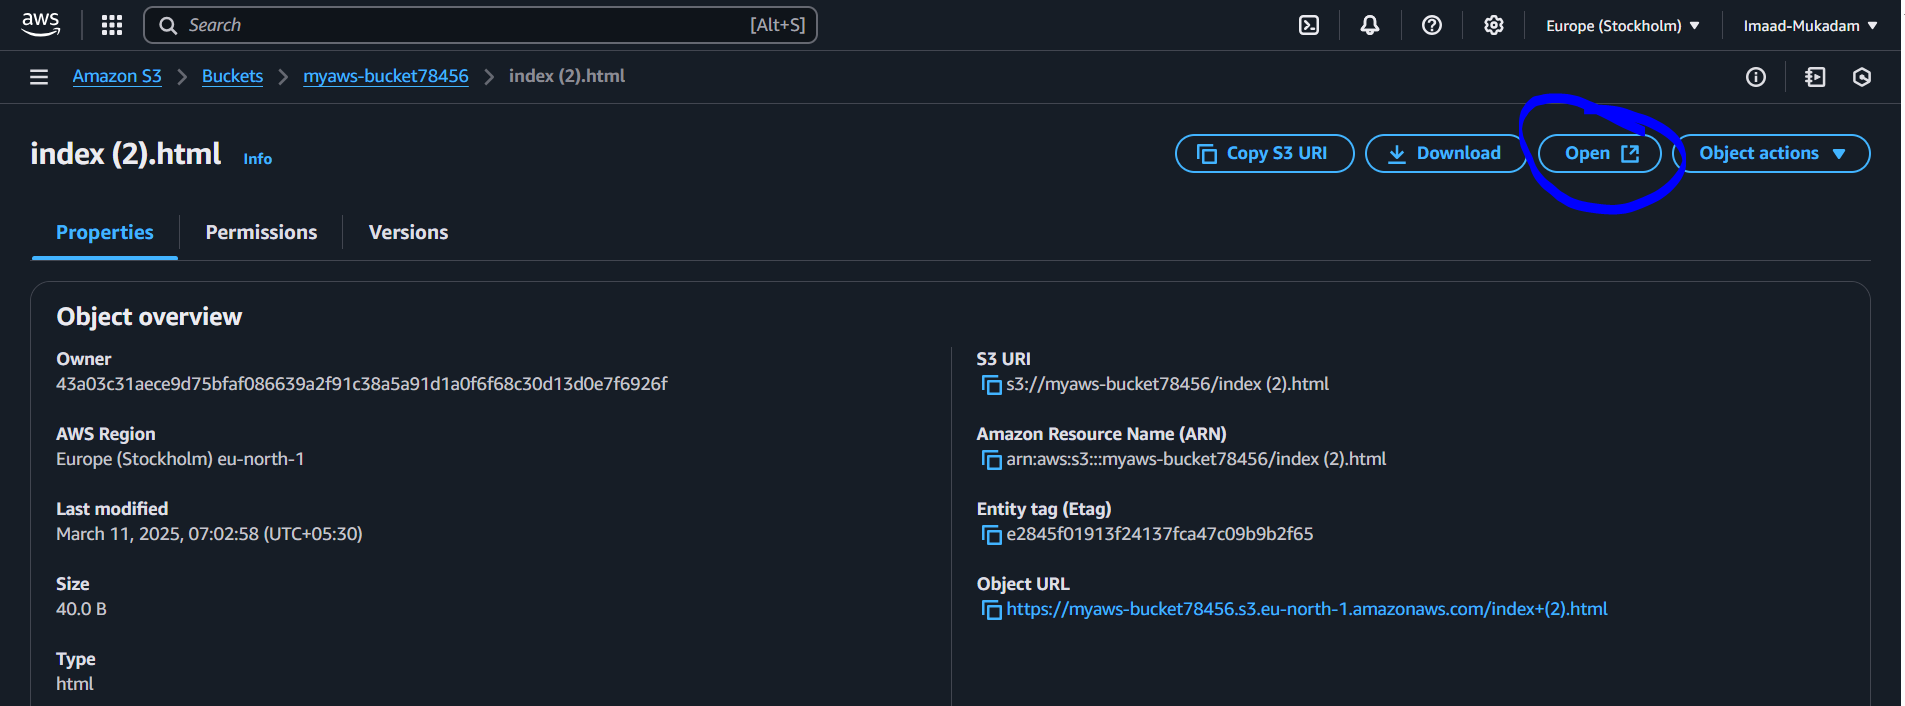 aws
Search [Alt+S]
Europe (Stockholm)
Imaad-Mukadam
Amazon S3
Buckets
myaws-bucket78456
index (2).html
index (2).html
Info
Copy S3 URI
Download
Open
Object actions
Properties
Permissions
Versions
Object overview
Owner
43a03c31aece9d75bfaf086639a2f91c38a5a91d1a0f6f68c30d13d0e7f6926f
AWS Region
Europe (Stockholm) eu-north-1
Last modified
March 11, 2025, 07:02:58 (UTC+05:30)
Size
40.0 B
Type
html
S3 URI
s3://myaws-bucket78456/index (2).html
Amazon Resource Name (ARN)
arn:aws:s3:::myaws-bucket78456/index (2).html
Entity tag (Etag)
e2845f01913f24137fca47c09b9b2f65
Object URL
https://myaws-bucket78456.s3.eu-north-1.amazonaws.com/index+(2).html